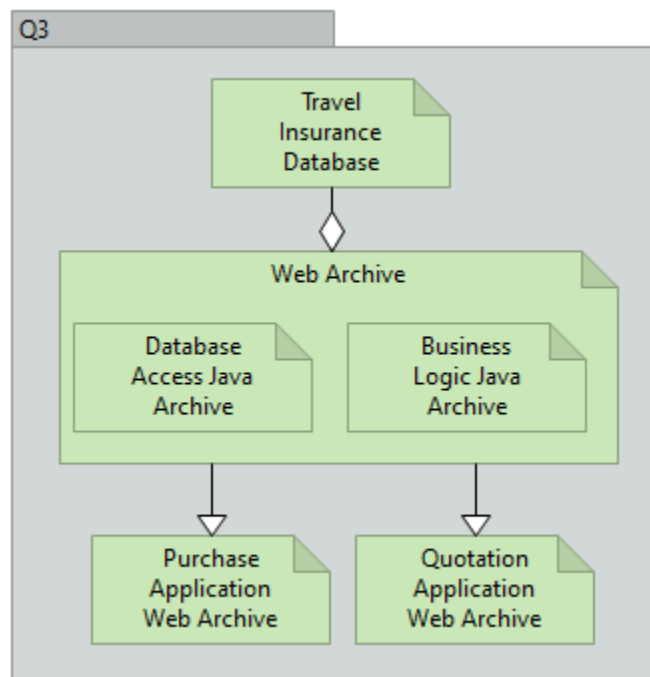 Q3
Travel
Insurance
Database
Web Archive
Database
Access Java
Archive
Business
Logic Java
Archive
Purchase
Application
Web Archive
Quotation
Application
Web Archive